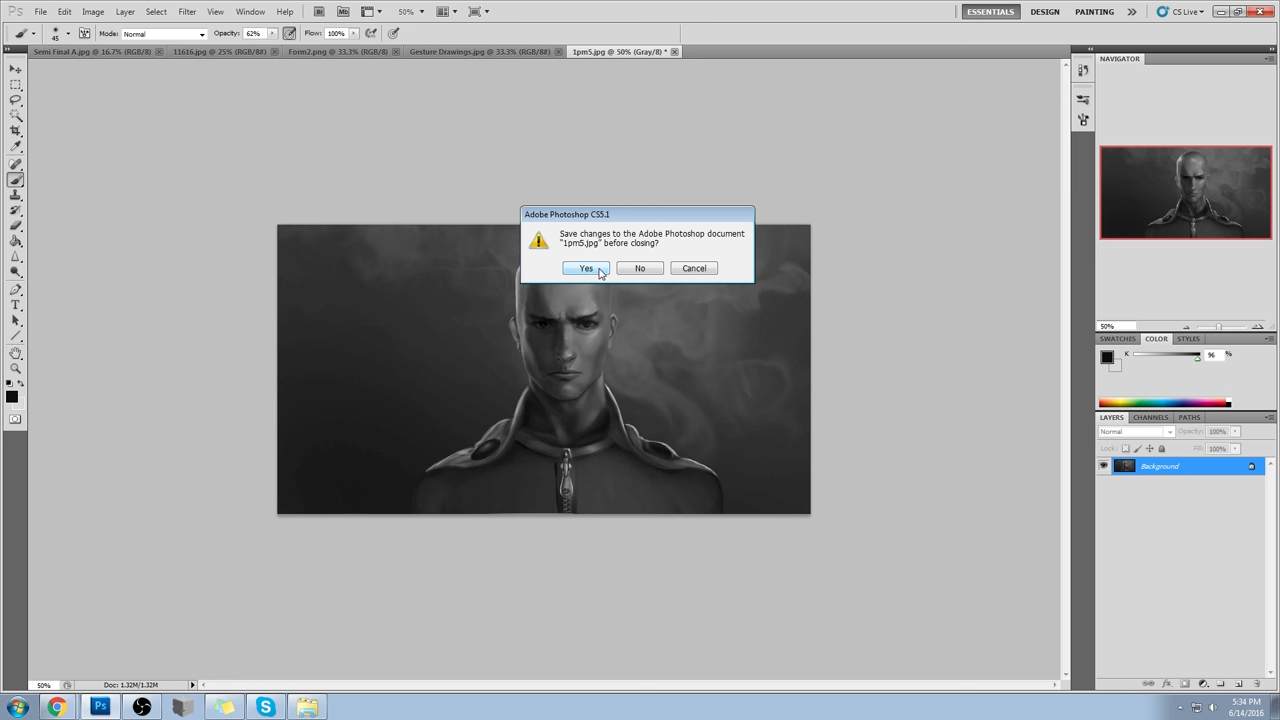 Ps File Edit Image Layer Select Filter Analysis View Window Help 50% ESSENTIALS DESIGN PAINTING CS Live
45 Mode: Normal Opacity: 62% Flow: 100%
Semi Final A.jpg @ 16.7% (RGB/8) 11616.jpg @ 25% (RGB/8#) Form2.png @ 33.3% (RGB/8) Gesture Drawings.jpg @ 33.3% (RGB/8#) 1pm5.jpg @ 50% (Gray/8) *
NAVIGATOR
Adobe Photoshop CS5.1
Save changes to the Adobe Photoshop document
"1pm5.jpg" before closing?
Yes No Cancel
50%
SWATCHES COLOR STYLES
K 96 %
LAYERS CHANNELS PATHS
Normal Opacity: 100%
Lock: Fill: 100%
Background
50% Doc: 1.32M/1.32M
5:34 PM
6/14/2016